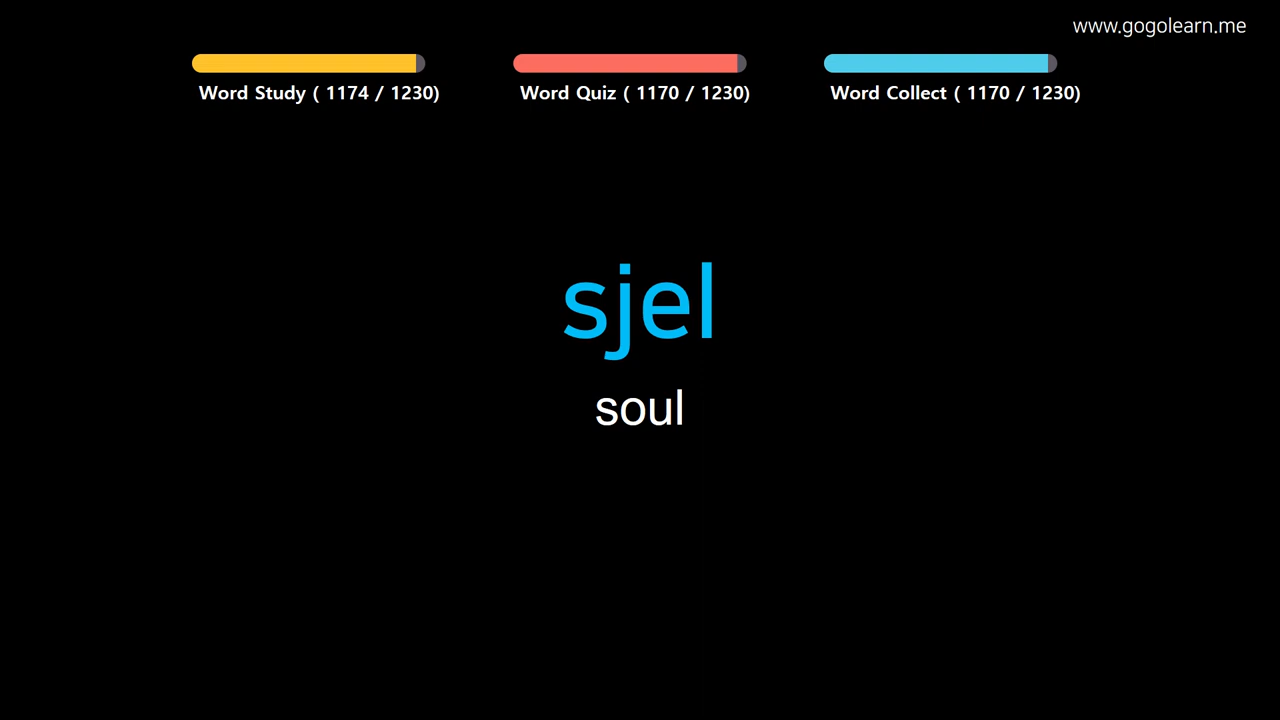 www.gogolearn.me
Word Study ( 1174 / 1230)
Word Quiz ( 1170 / 1230)
Word Collect ( 1170 / 1230)
sjel
soul